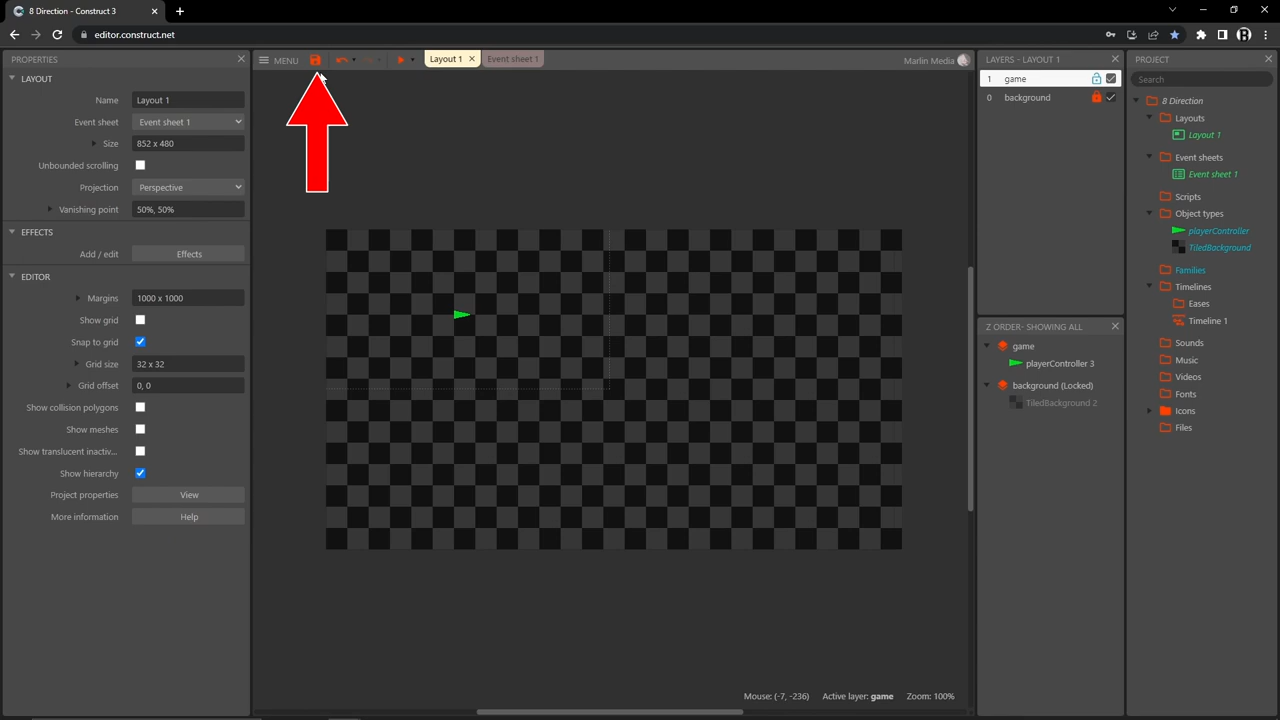 8 Direction - Construct 3
editor.construct.net
PROPERTIES
LAYOUT
Name Layout 1
Event sheet Event sheet 1
Size 852 x 480
Unbounded scrolling
Projection Perspective
Vanishing point 50%, 50%
EFFECTS
Add / edit Effects
EDITOR
Margins 1000 x 1000
Show grid
Snap to grid
Grid size 32 x 32
Grid offset 0, 0
Show collision polygons
Show meshes
Show translucent inactiv...
Show hierarchy
Project properties View
More information Help
MENU
Layout 1
Event sheet 1
Marlin Media
Mouse: (-7, -236) Active layer: game Zoom: 100%
LAYERS - LAYOUT 1
1 game
0 background
Z ORDER- SHOWING ALL
game
playerController 3
background (Locked)
TiledBackground 2
PROJECT
Search
8 Direction
Layouts
Layout 1
Event sheets
Event sheet 1
Scripts
Object types
playerController
TiledBackground
Families
Timelines
Eases
Timeline 1
Sounds
Music
Videos
Fonts
Icons
Files